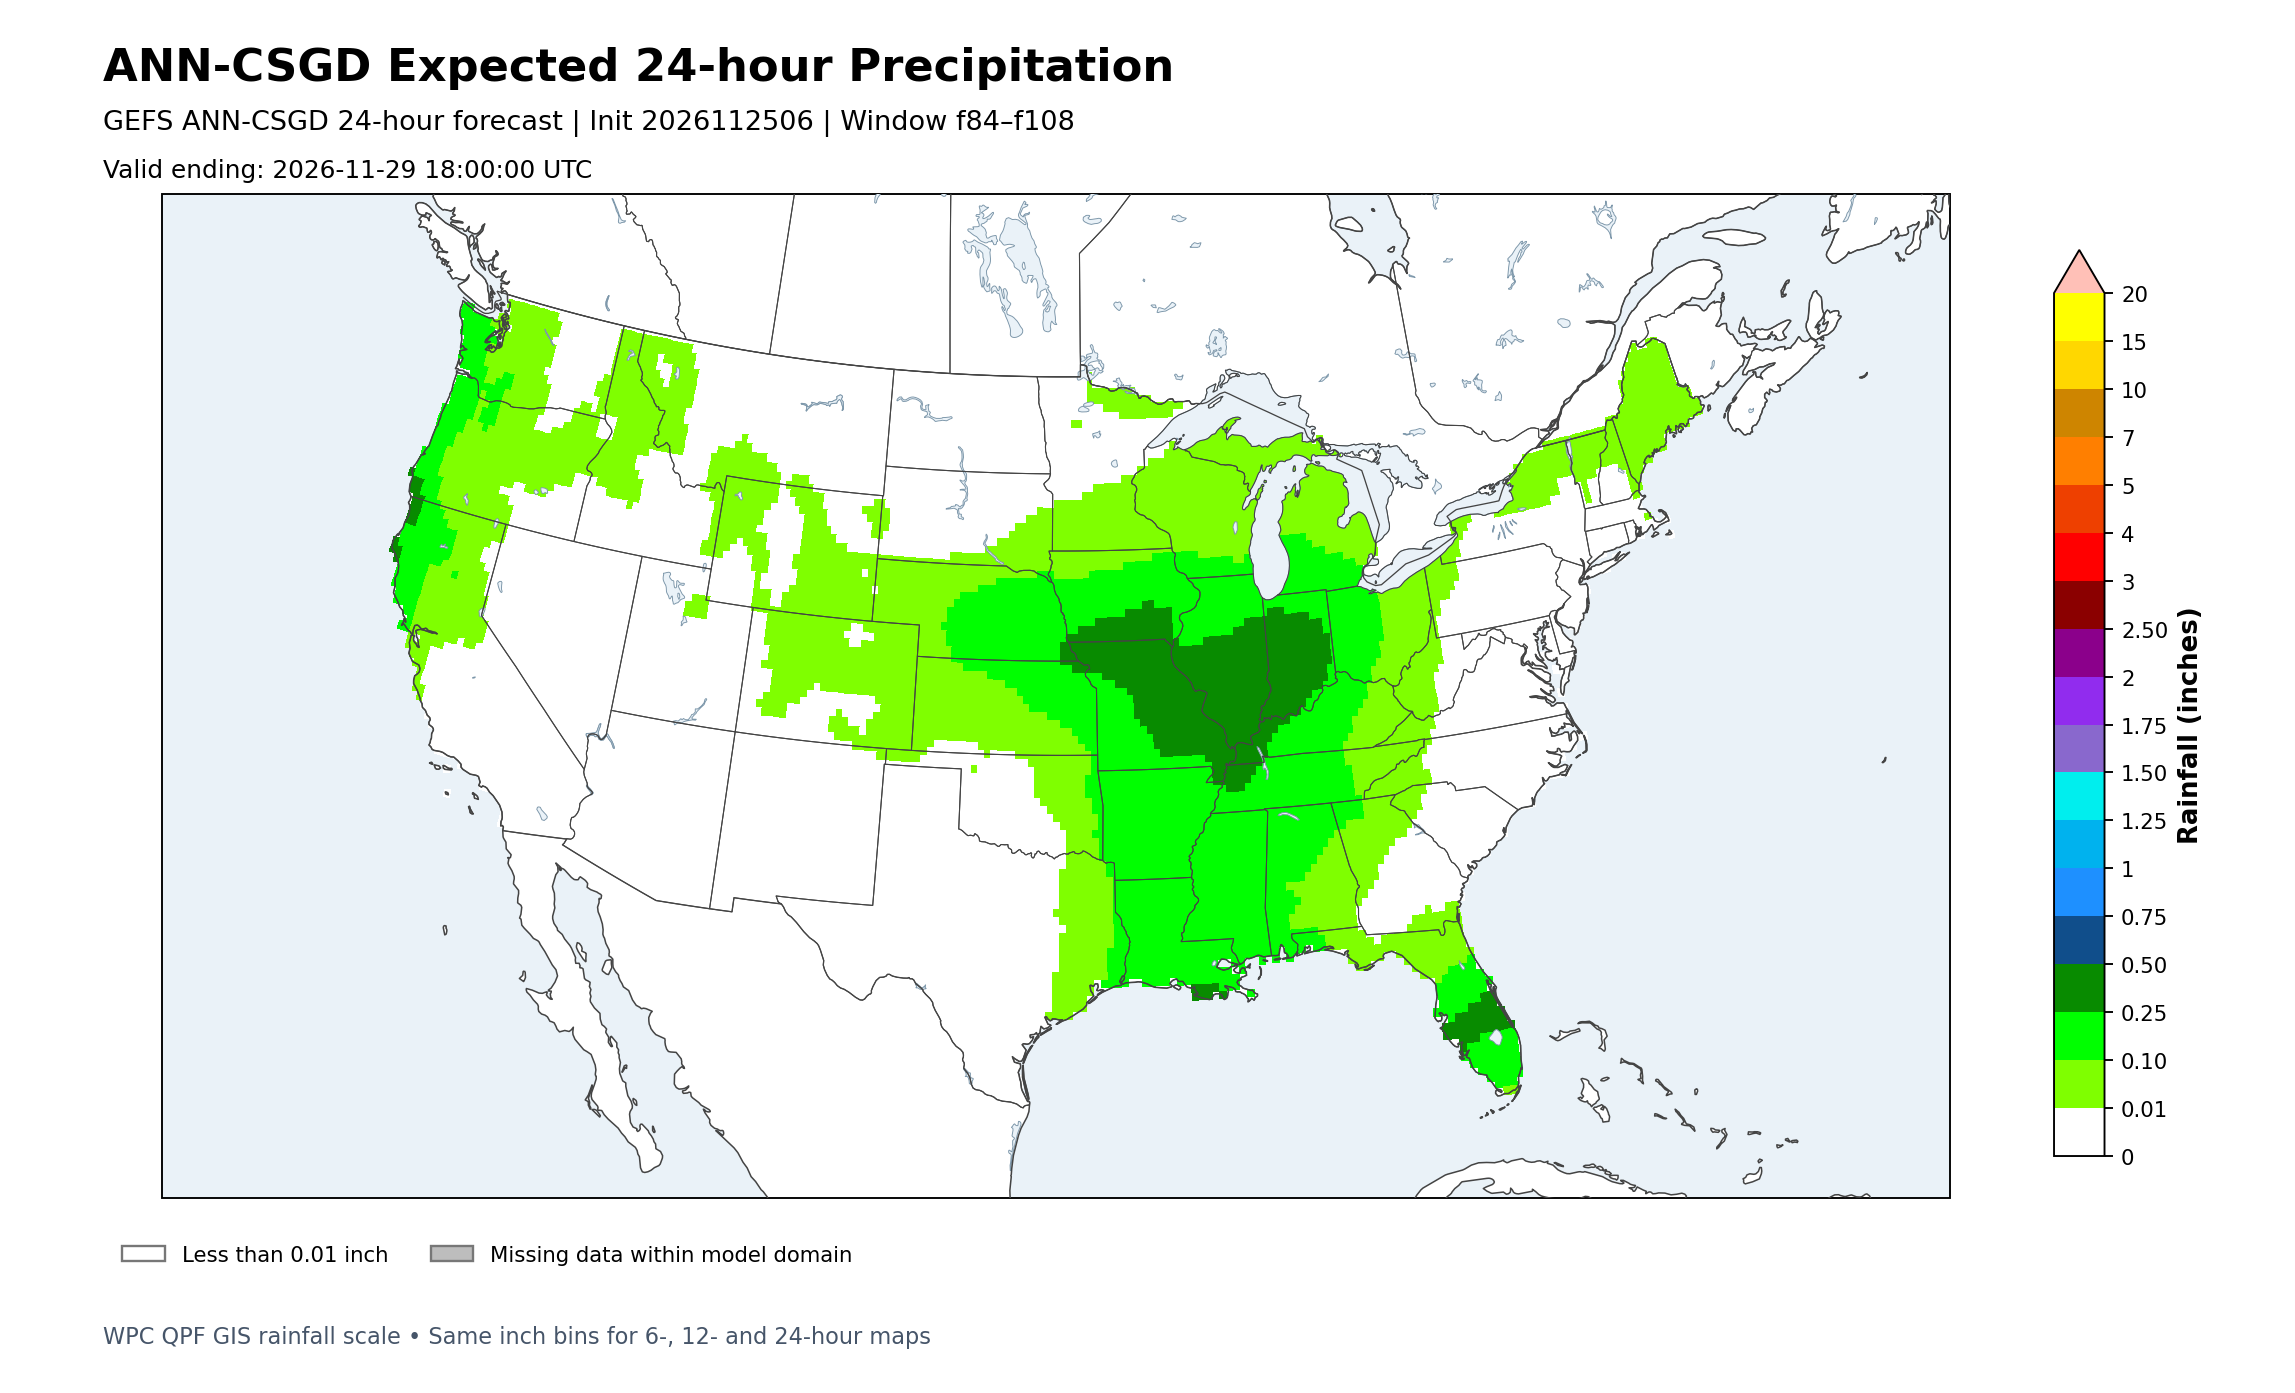 ANN-CSGD Expected 24-hour Precipitation
GEFS ANN-CSGD 24-hour forecast | Init 2026112506 | Window f84–f108
Valid ending: 2026-11-29 18:00:00 UTC
20
15
10
7
5
4
3
2.50
2
1.75
1.50
1.25
1
0.75
0.50
0.25
0.10
0.01
0
Rainfall (inches)
Less than 0.01 inch
Missing data within model domain
WPC QPF GIS rainfall scale • Same inch bins for 6-, 12- and 24-hour maps